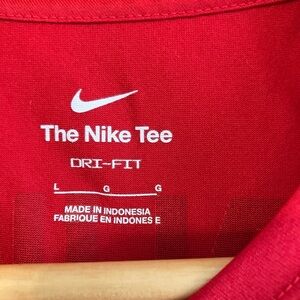 The Nike Tee
DRI-FIT
L G G
MADE IN INDONESIA
FABRIQUE EN INDONES E